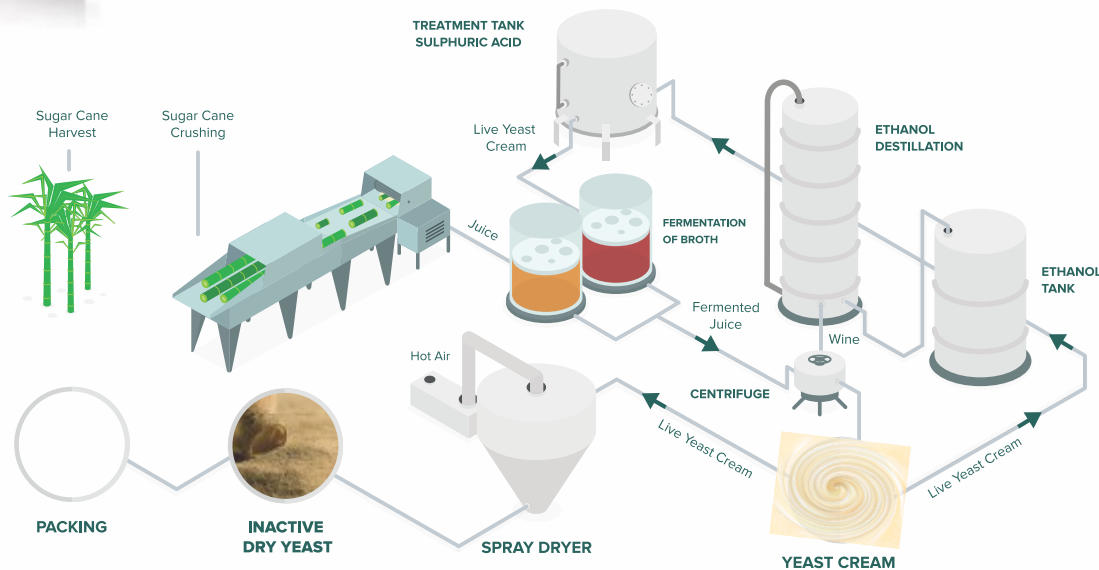 TREATMENT TANK
SULPHURIC ACID
Sugar Cane
Harvest
Sugar Cane
Crushing
Live Yeast
Cream
ETHANOL
DESTILLATION
Juice
FERMENTATION
OF BROTH
ETHANOL
TANK
Fermented
Juice
Wine
Hot Air
CENTRIFUGE
Live Yeast Cream
Live Yeast Cream
PACKING
INACTIVE
DRY YEAST
SPRAY DRYER
YEAST CREAM